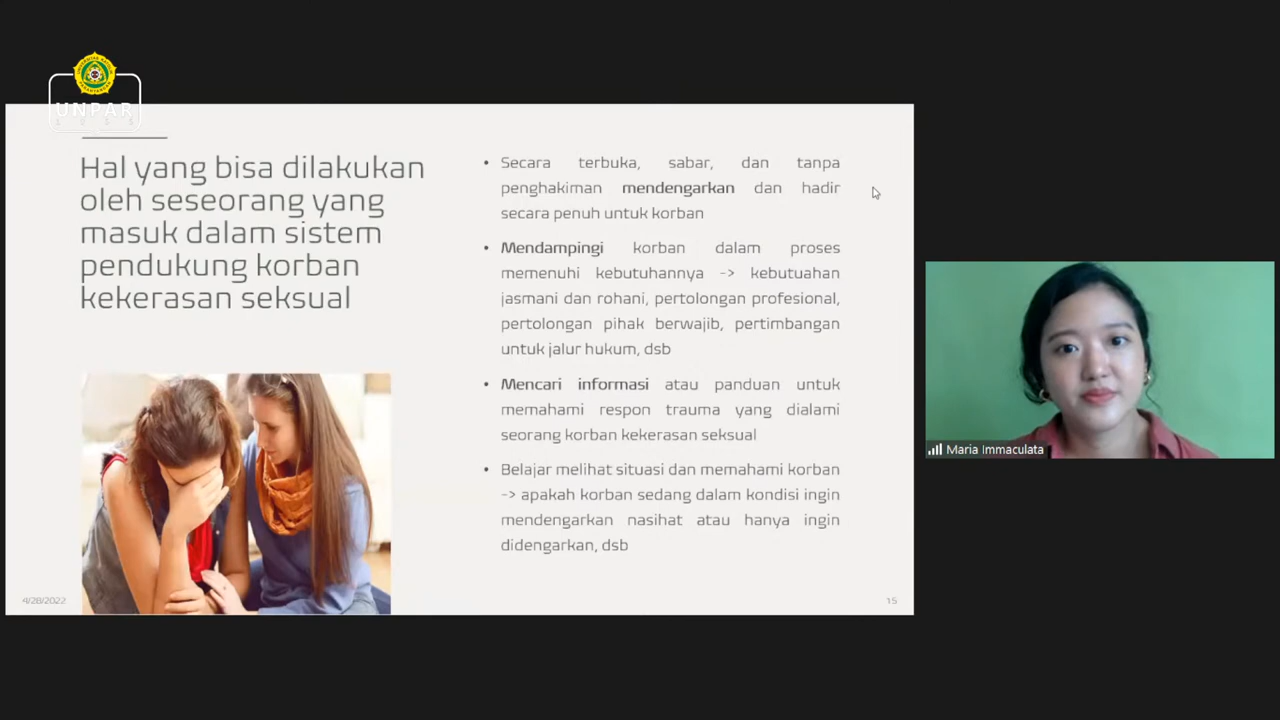 UNPAR
Hal yang bisa dilakukan
oleh seseorang yang
masuk dalam sistem
pendukung korban
kekerasan seksual
• Secara terbuka, sabar, dan tanpa
penghakiman mendengarkan dan hadir
secara penuh untuk korban
• Mendampingi korban dalam proses
memenuhi kebutuhannya -> kebutuahan
jasmani dan rohani, pertolongan profesional,
pertolongan pihak berwajib, pertimbangan
untuk jalur hukum, dsb
• Mencari informasi atau panduan untuk
memahami respon trauma yang dialami
seorang korban kekerasan seksual
• Belajar melihat situasi dan memahami korban
-> apakah korban sedang dalam kondisi ingin
mendengarkan nasihat atau hanya ingin
didengarkan, dsb
4/28/2022
15
Maria Immaculata